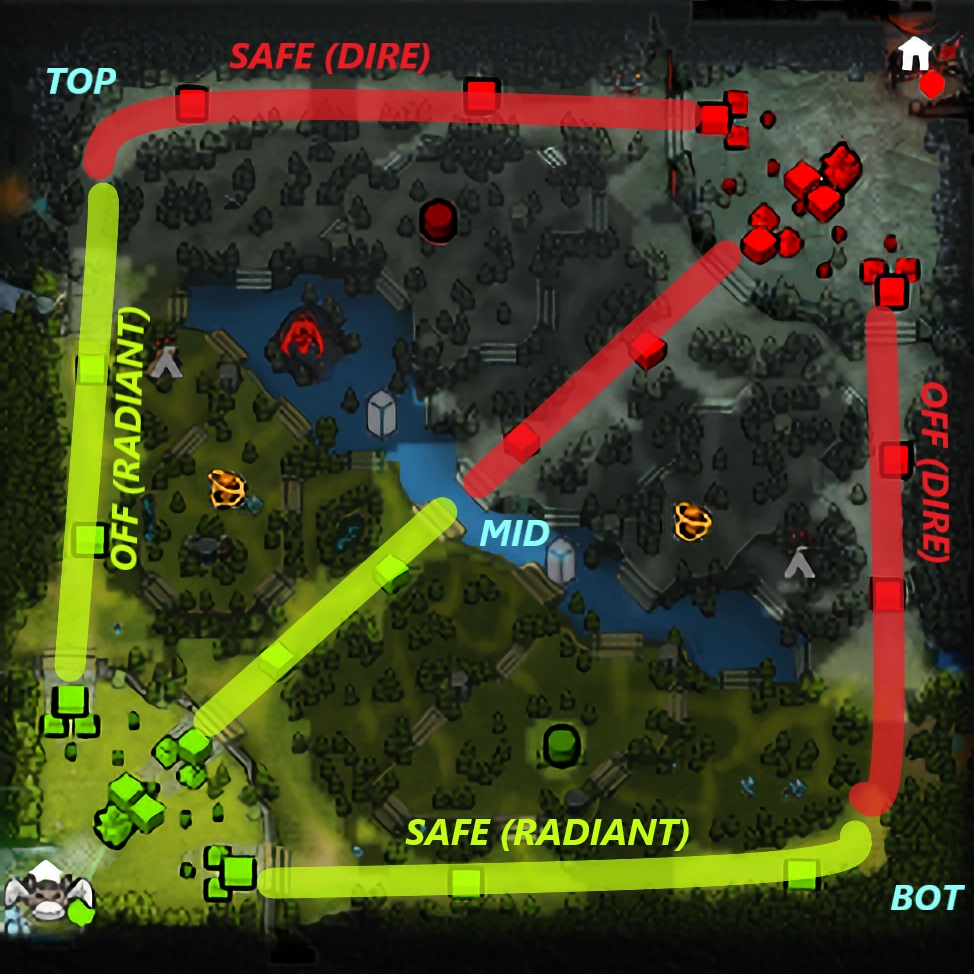 SAFE (DIRE)
TOP
OFF (RADIANT)
OFF (DIRE)
MID
SAFE (RADIANT)
BOT